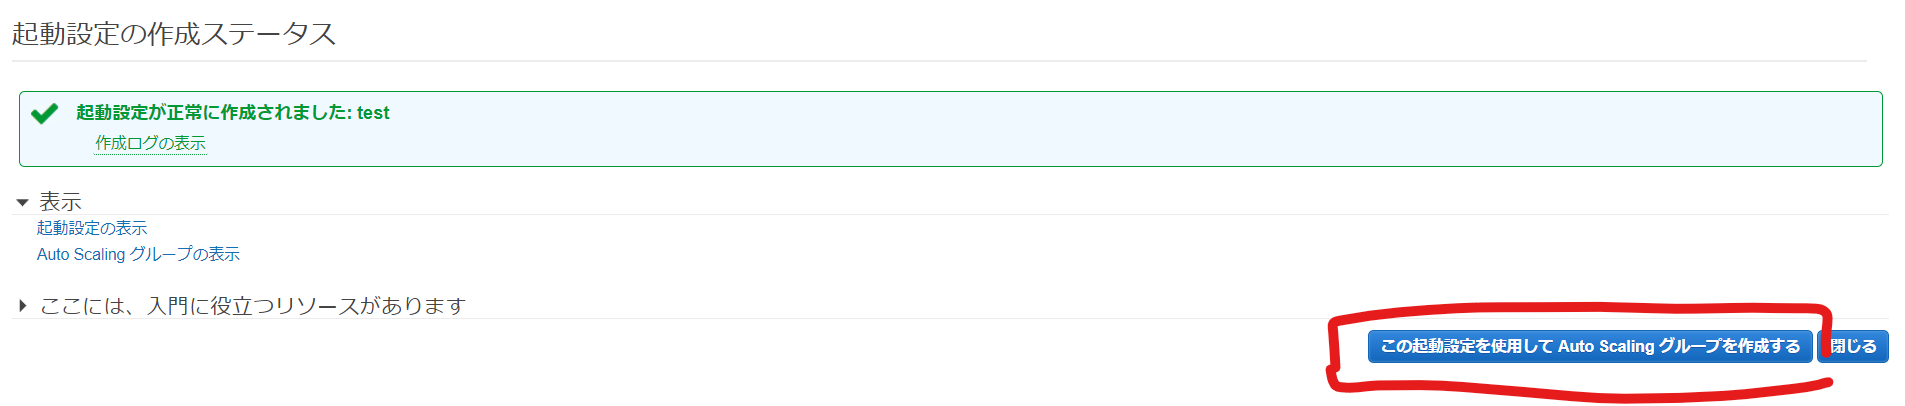 起動設定の作成ステータス
起動設定が正常に作成されました: test
作成ログの表示
表示
起動設定の表示
Auto Scaling グループの表示
ここには、入門に役立つリソースがあります
この起動設定を使用して Auto Scaling グループを作成する
閉じる